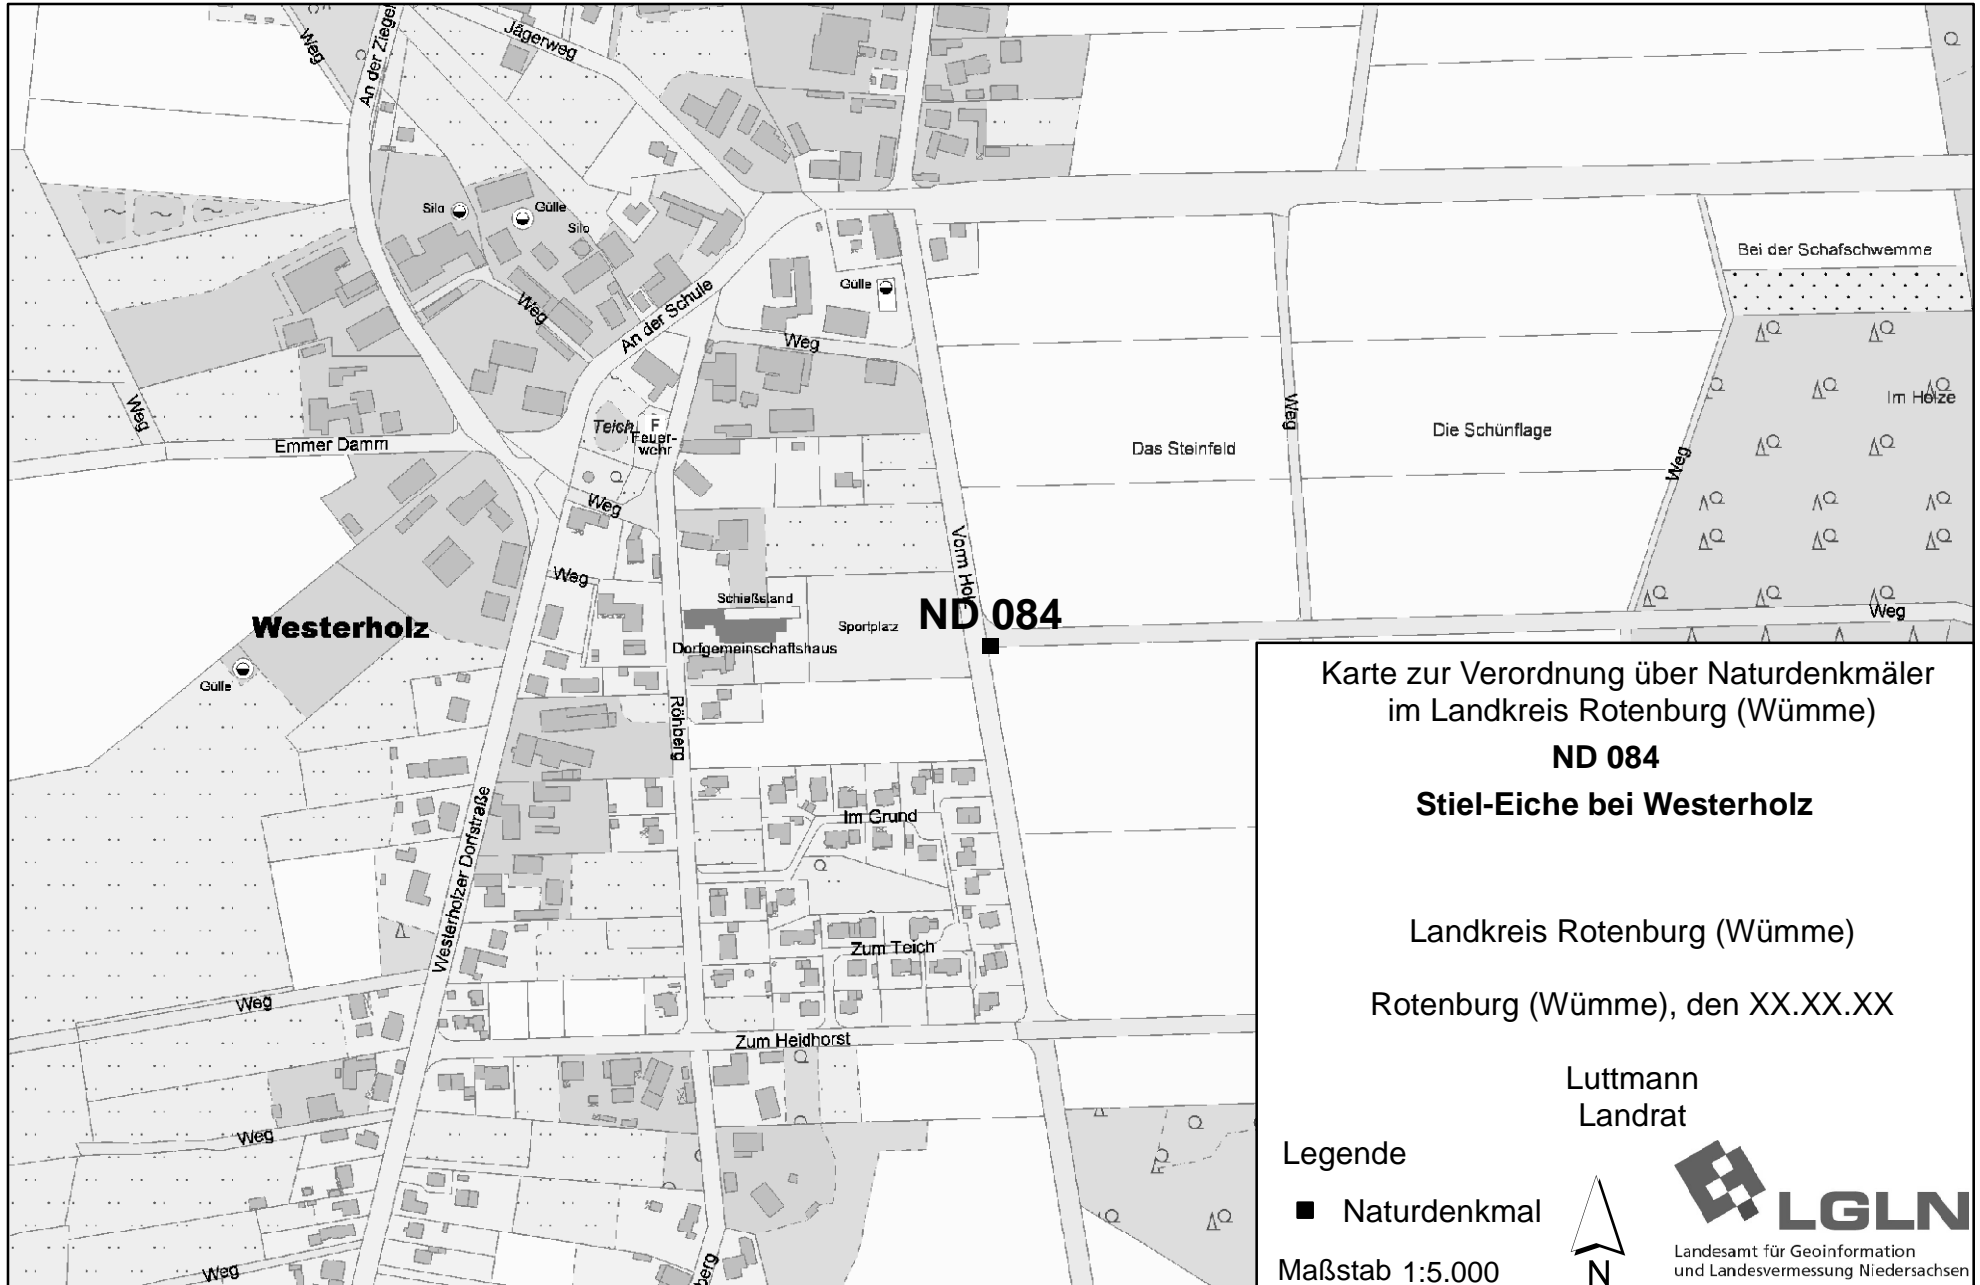 Weg
An der Ziegel
Jägerweg
Silo
Gülle
Silo
Bei der Schafschwemme
Gülle
Weg
An der Schule
Weg
Weg
Weg
Im Holze
Teich
F
Feuer-
wehr
Emmer Damm
Das Steinfeld
Die Schünflage
Weg
Weg
Vorm Holz
Weg
Schießstand
Westerholz
Sportplatz
ND 084
Weg
Dorfgemeinschaftshaus
Gülle
Röhberg
Im Grund
Westerholzer Dorfstraße
Zum Teich
Weg
Zum Heidhorst
Weg
Weg
berg
Karte zur Verordnung über Naturdenkmäler
im Landkreis Rotenburg (Wümme)
ND 084
Stiel-Eiche bei Westerholz
Landkreis Rotenburg (Wümme)
Rotenburg (Wümme), den XX.XX.XX
Luttmann
Landrat
Legende
Naturdenkmal
Maßstab 1:5.000
N
LGLN
Landesamt für Geoinformation
und Landesvermessung Niedersachsen